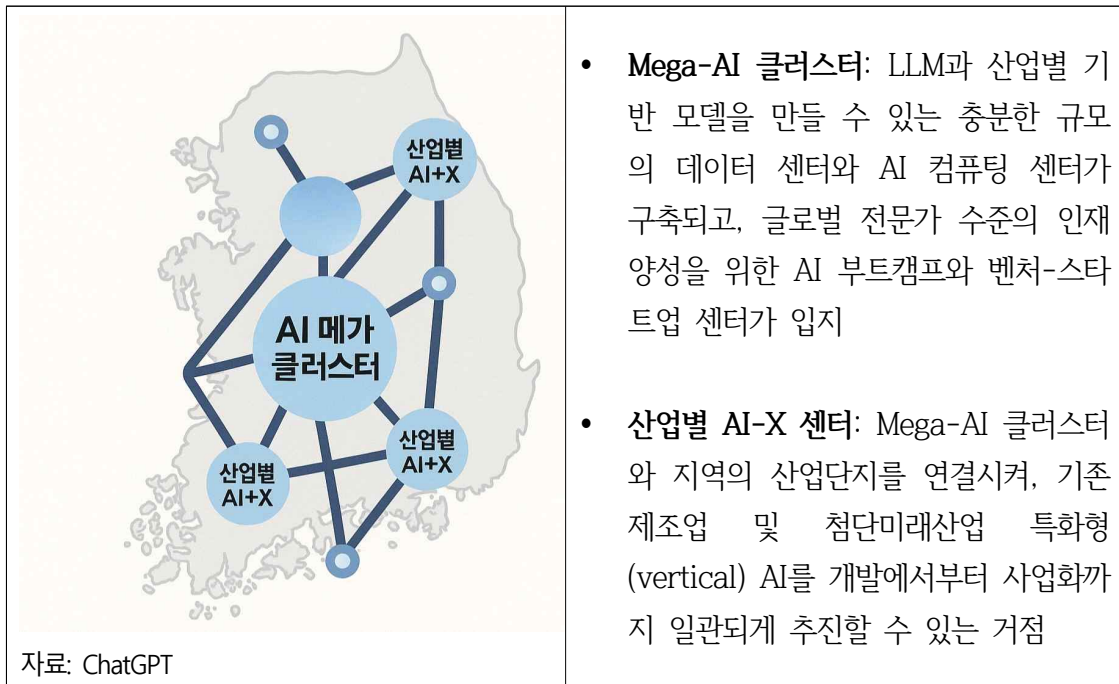 산업별
AI+X
AI 메가
클러스터
산업별
AI+X
산업별
AI+X
자료: ChatGPT
• Mega-AI 클러스터: LLM과 산업별 기
반 모델을 만들 수 있는 충분한 규모
의 데이터 센터와 AI 컴퓨팅 센터가
구축되고, 글로벌 전문가 수준의 인재
양성을 위한 AI 부트캠프와 벤처-스타
트업 센터가 입지
• 산업별 AI-X 센터: Mega-AI 클러스터
와 지역의 산업단지를 연결시켜, 기존
제조업 및 첨단미래산업 특화형
(vertical) AI를 개발에서부터 사업화까
지 일관되게 추진할 수 있는 거점